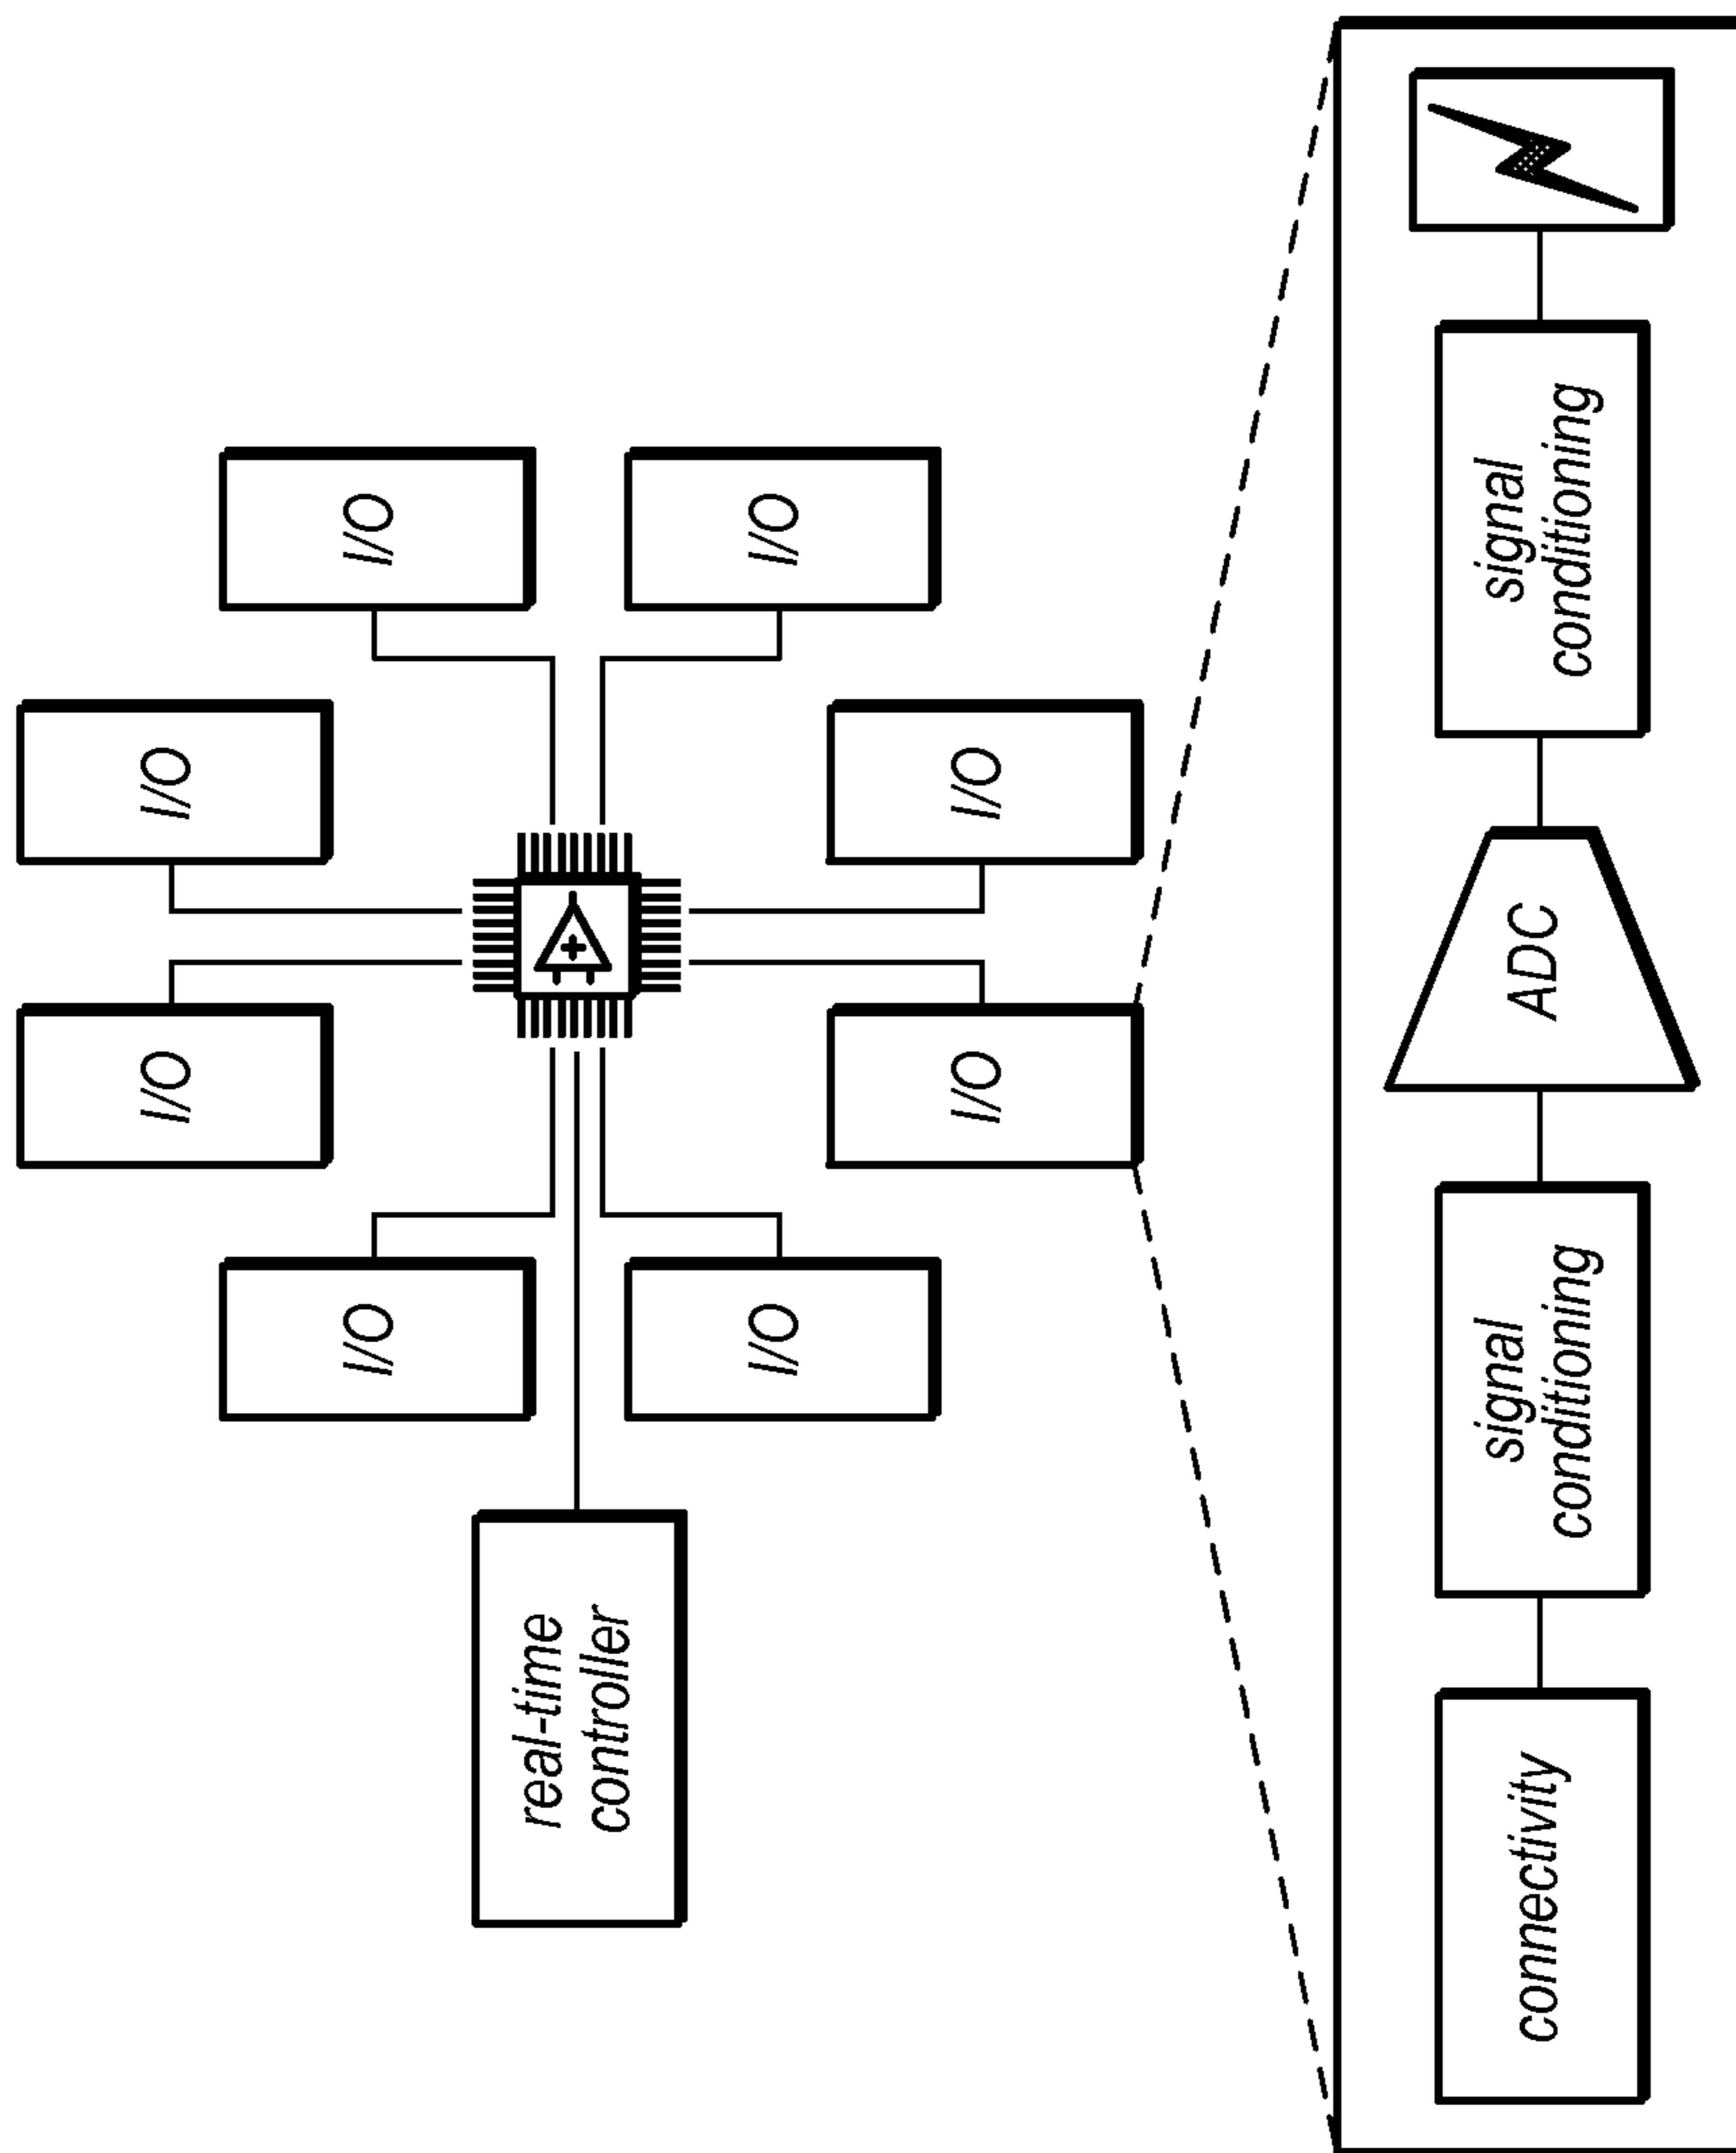 I/O
I/O
I/O
I/O
I/O
I/O
I/O
I/O
real-time
controller
connectivity
signal
conditioning
ADC
signal
conditioning